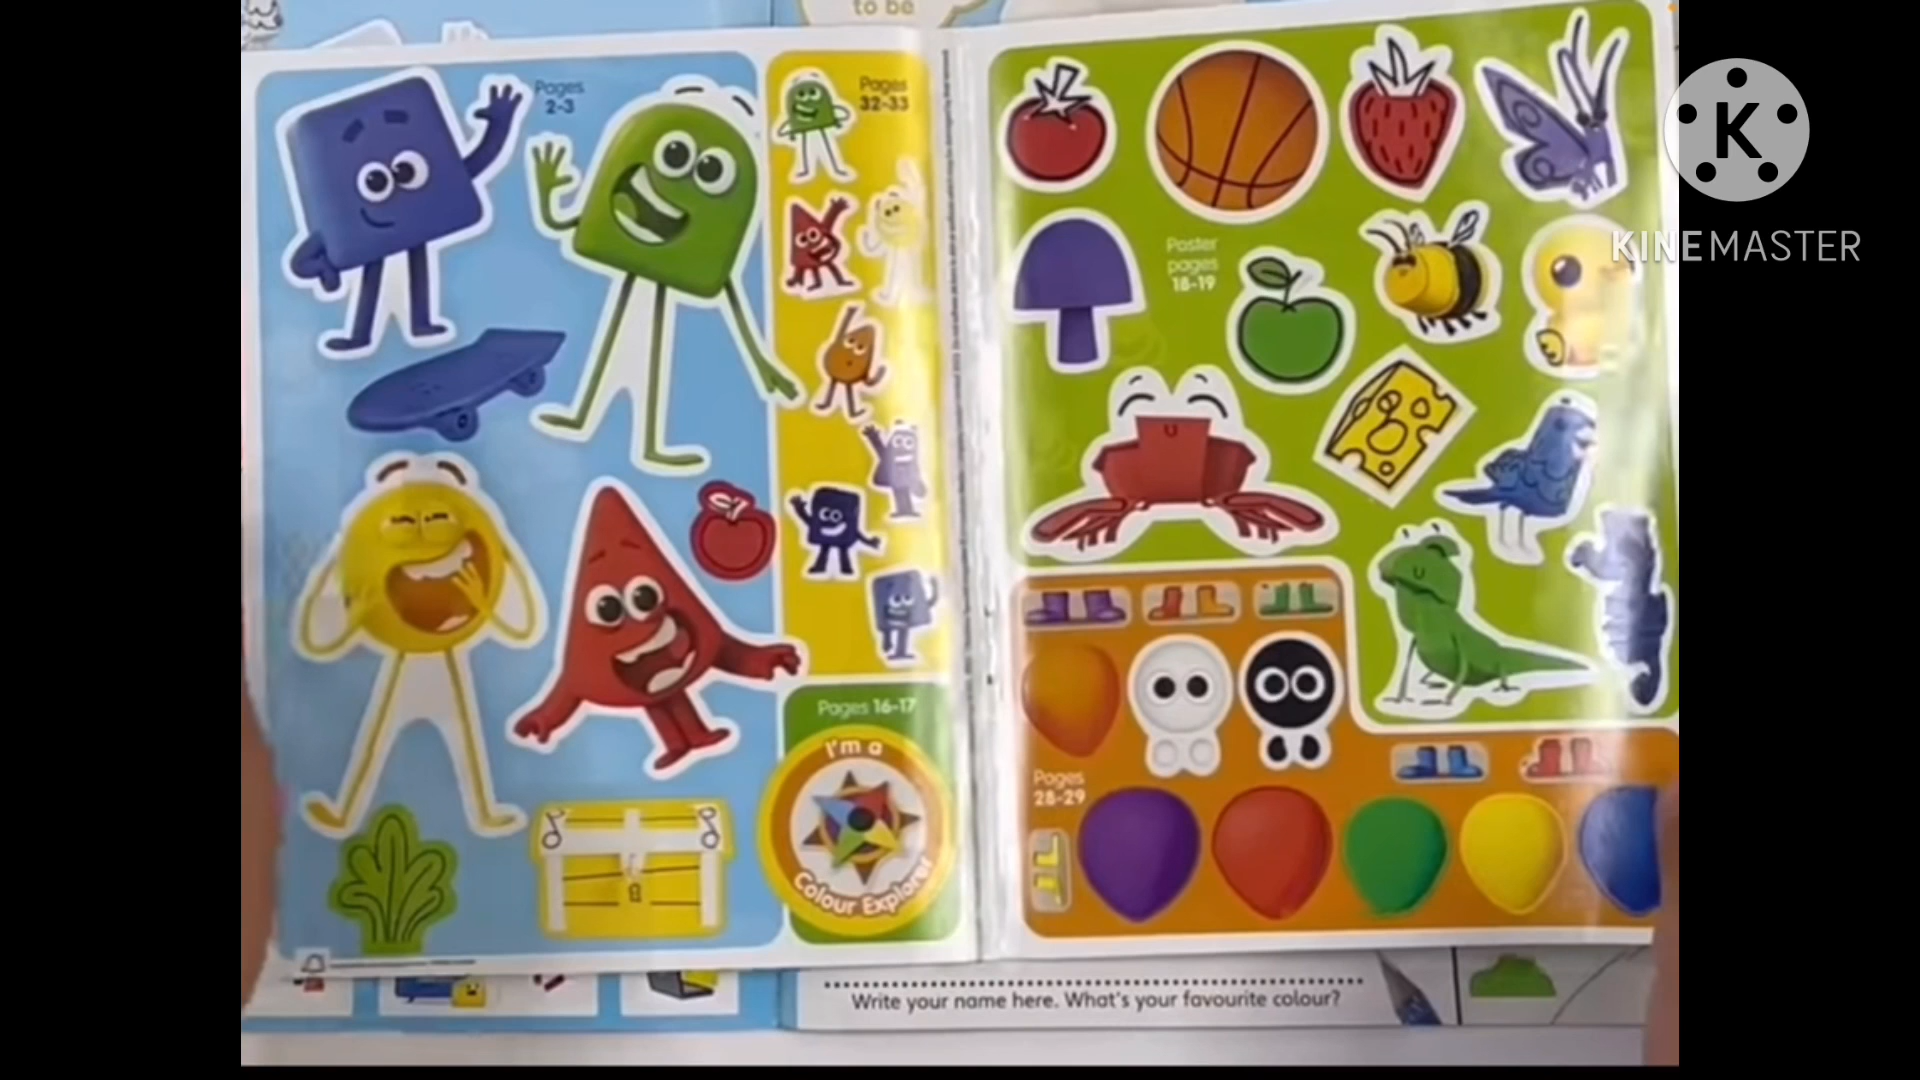 to be
Pages
2-3
Pages
32-33
Poster
pages
18-19
K
KINEMASTER
Pages 16-17
I'm a
Colour Explorer
Pages
28-29
Write your name here. What's your favourite colour?